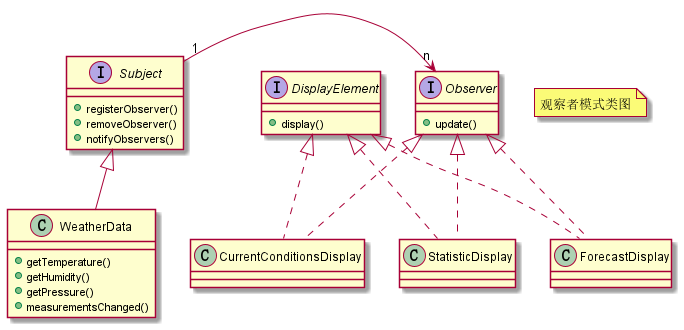 1
n
I Subject
registerObserver()
removeObserver()
notifyObservers()
I DisplayElement
display()
I Observer
update()
观察者模式类图
C WeatherData
getTemperature()
getHumidity()
getPressure()
measurementsChanged()
C CurrentConditionsDisplay
C StatisticDisplay
C ForecastDisplay